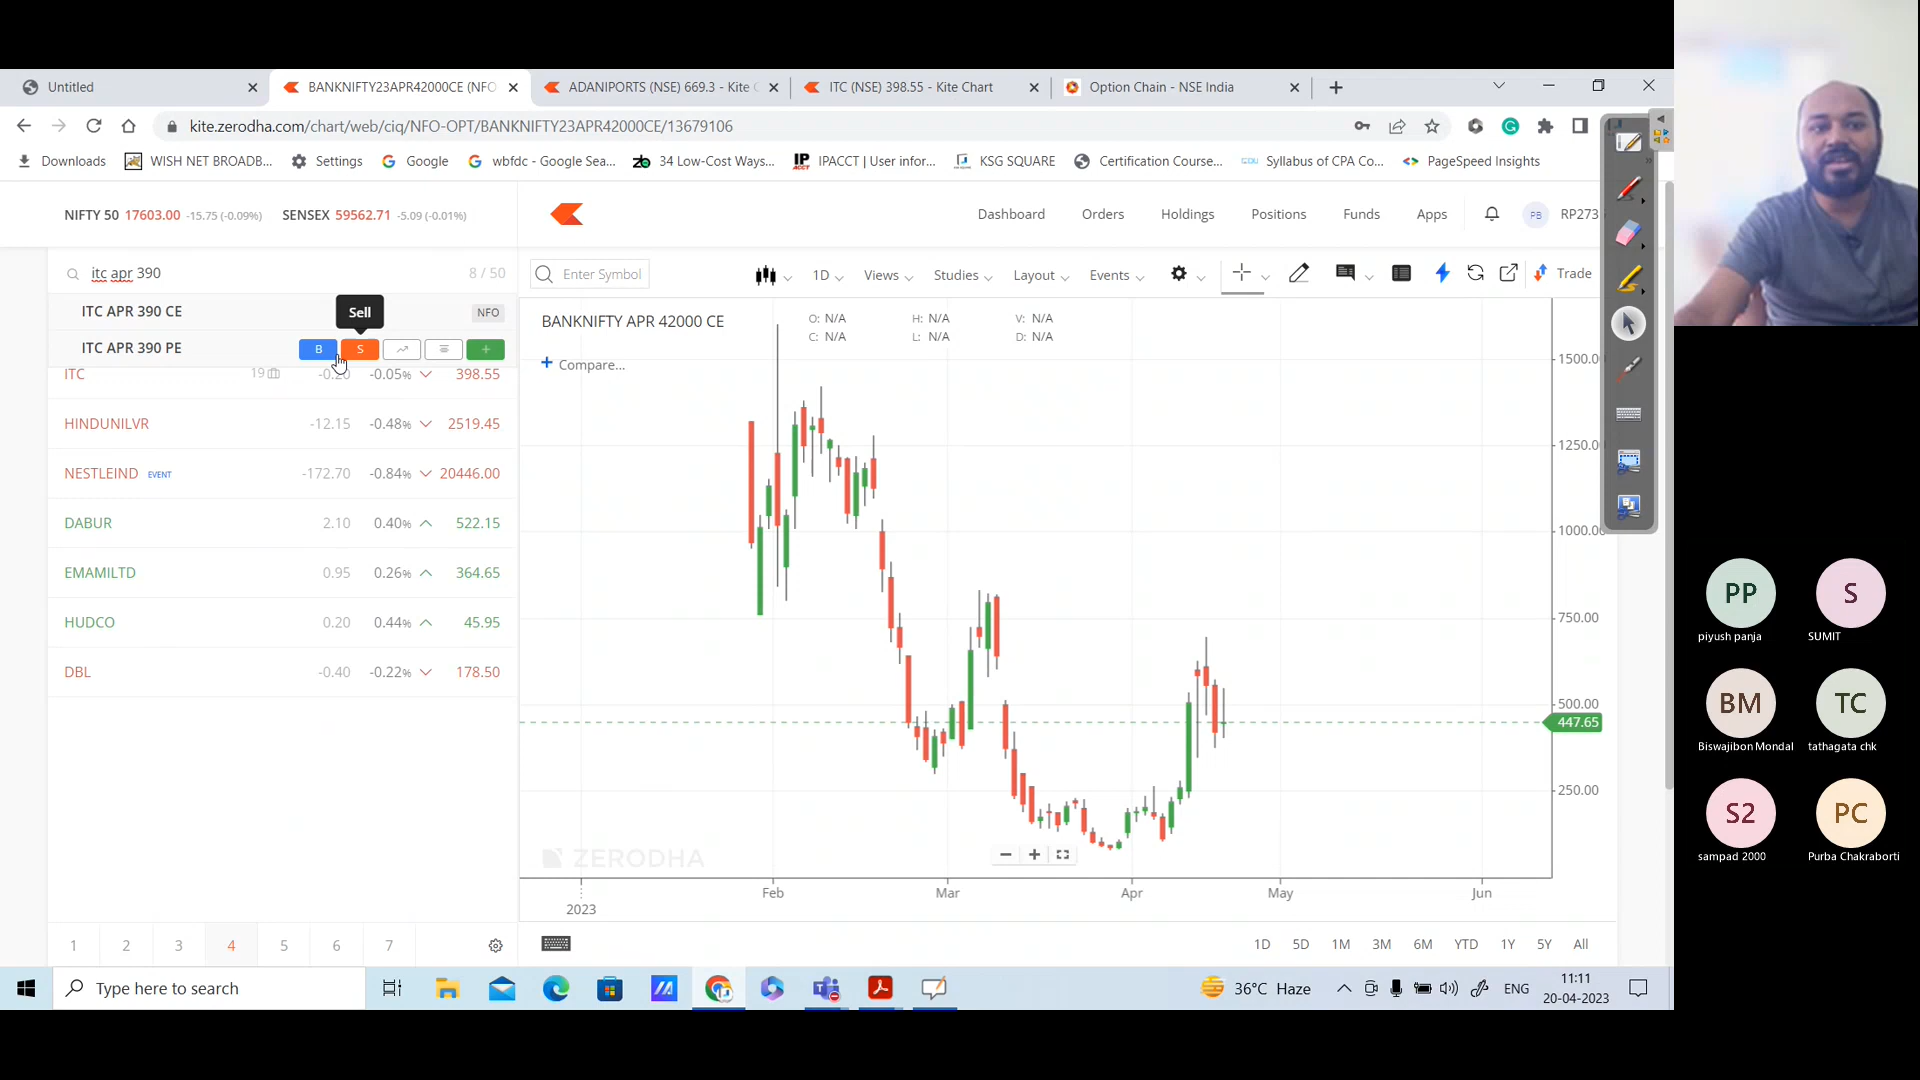 Untitled
BANKNIFTY23APR42000CE (NFO
ADANIPORTS (NSE) 669.3 - Kite C
ITC (NSE) 398.55 - Kite Chart
Option Chain - NSE India
kite.zerodha.com/chart/web/ciq/NFO-OPT/BANKNIFTY23APR42000CE/13679106
Downloads
WISH NET BROADB...
Settings
Google
wbfdc - Google Sea...
34 Low-Cost Ways...
IPACCT | User infor...
KSG SQUARE
Certification Course...
Syllabus of CPA Co...
PageSpeed Insights
NIFTY 50 17603.00 -15.75 (-0.09%)
SENSEX 59562.71 -5.09 (-0.01%)
Dashboard
Orders
Holdings
Positions
Funds
Apps
PB
RP273
itc apr 390
8 / 50
ITC APR 390 CE
NFO
Sell
ITC APR 390 PE
B
S
ITC 19 -0.20 -0.05% 398.55
HINDUNILVR -12.15 -0.48% 2519.45
NESTLEIND EVENT -172.70 -0.84% 20446.00
DABUR 2.10 0.40% 522.15
EMAMILTD 0.95 0.26% 364.65
HUDCO 0.20 0.44% 45.95
DBL -0.40 -0.22% 178.50
1 2 3 4 5 6 7
Enter Symbol
1D
Views
Studies
Layout
Events
Trade
BANKNIFTY APR 42000 CE
O: N/A H: N/A V: N/A
C: N/A L: N/A D: N/A
+ Compare...
1500.00
1250.00
1000.00
750.00
500.00
447.65
250.00
ZERODHA
Feb Mar Apr May Jun
2023
1D 5D 1M 3M 6M YTD 1Y 5Y All
Type here to search
36°C Haze
ENG
11:11
20-04-2023
PP
piyush panja
S
SUMIT
BM
Biswajibon Mondal
TC
tathagata chk
S2
sampad 2000
PC
Purba Chakraborti